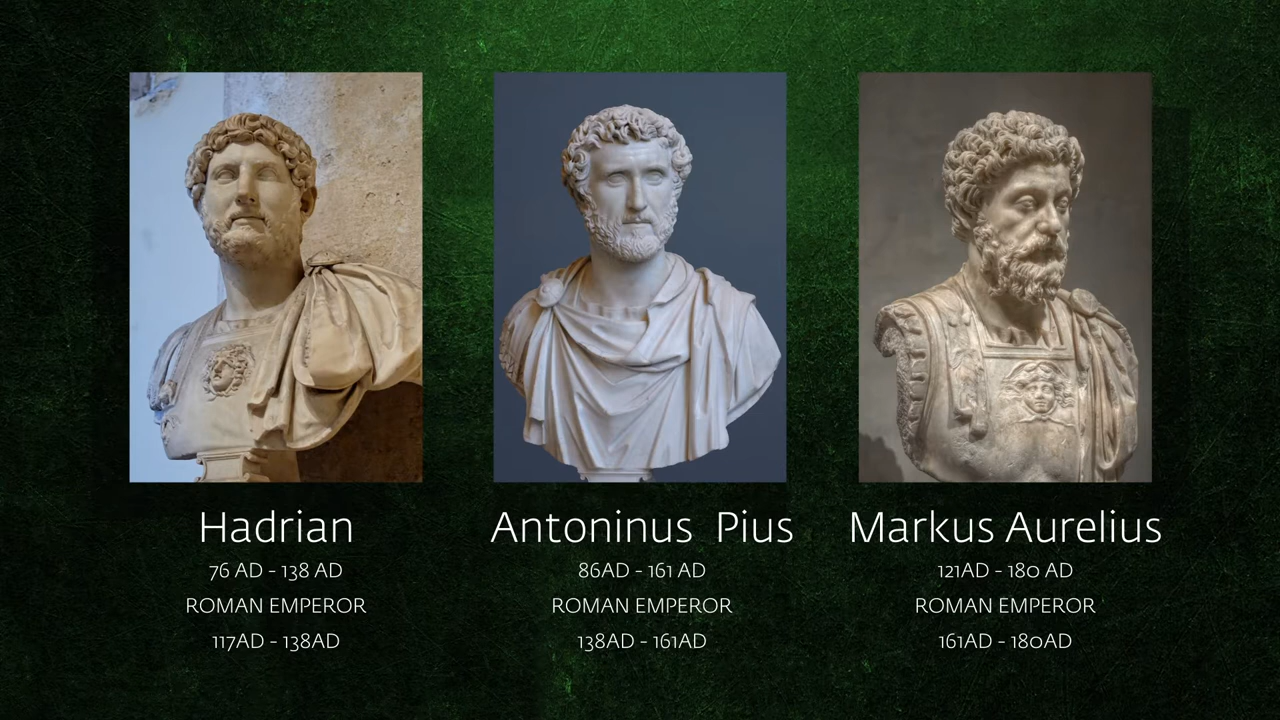 Hadrian
76 AD - 138 AD
ROMAN EMPEROR
117AD - 138AD
Antoninus Pius
86AD - 161 AD
ROMAN EMPEROR
138AD - 161AD
Markus Aurelius
121AD - 180 AD
ROMAN EMPEROR
161AD - 180AD